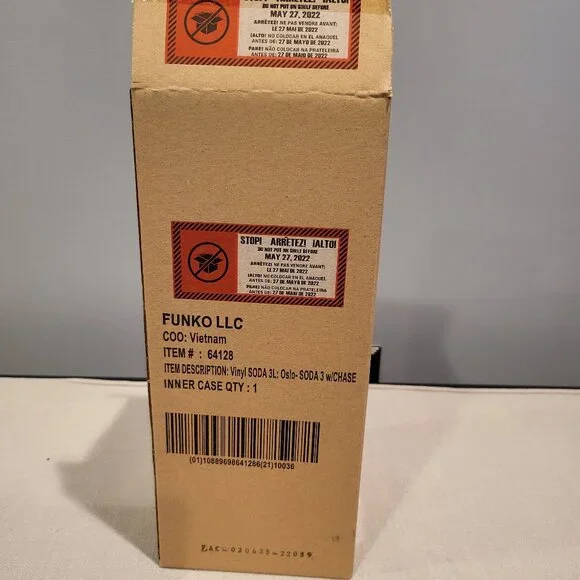 STOP! ARRÊTEZ! ¡ALTO!
DO NOT PUT ON SHELF BEFORE
MAY 27, 2022
ARRÊTEZ! NE PAS VENDRE AVANT:
LE 27 MAI DE 2022
¡ALTO! NO COLOCAR EN EL ANAQUEL
ANTES DE: 27 DE MAYO DE 2022
PARE! NÃO COLOCAR NA PRATELEIRA
ANTES DE: 27 DE MAIO DE 2022
STOP! ARRÊTEZ! ¡ALTO!
DO NOT PUT ON SHELF BEFORE
MAY 27, 2022
ARRÊTEZ! NE PAS VENDRE AVANT:
LE 27 MAI DE 2022
¡ALTO! NO COLOCAR EN EL ANAQUEL
ANTES DE: 27 DE MAYO DE 2022
PARE! NÃO COLOCAR NA PRATELEIRA
ANTES DE: 27 DE MAIO DE 2022
FUNKO LLC
COO: Vietnam
ITEM # : 64128
ITEM DESCRIPTION: Vinyl SODA 3L: Oslo- SODA 3 w/CHASE
INNER CASE QTY : 1
(01)10889698641286(21)10036